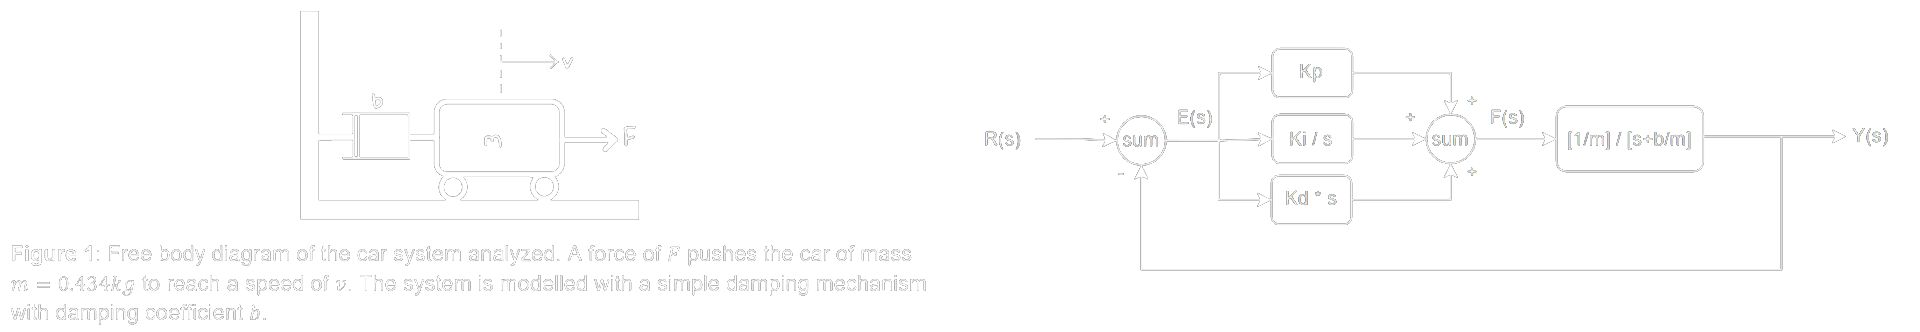 v
b
m
F
Figure 1: Free body diagram of the car system analyzed. A force of F pushes the car of mass
m = 0.434kg to reach a speed of v. The system is modelled with a simple damping mechanism
with damping coefficient b.
Kp
+
E(s)
+
+
F(s)
R(s)
sum
Ki / s
sum
[1/m] / [s+b/m]
Y(s)
-
+
Kd * s